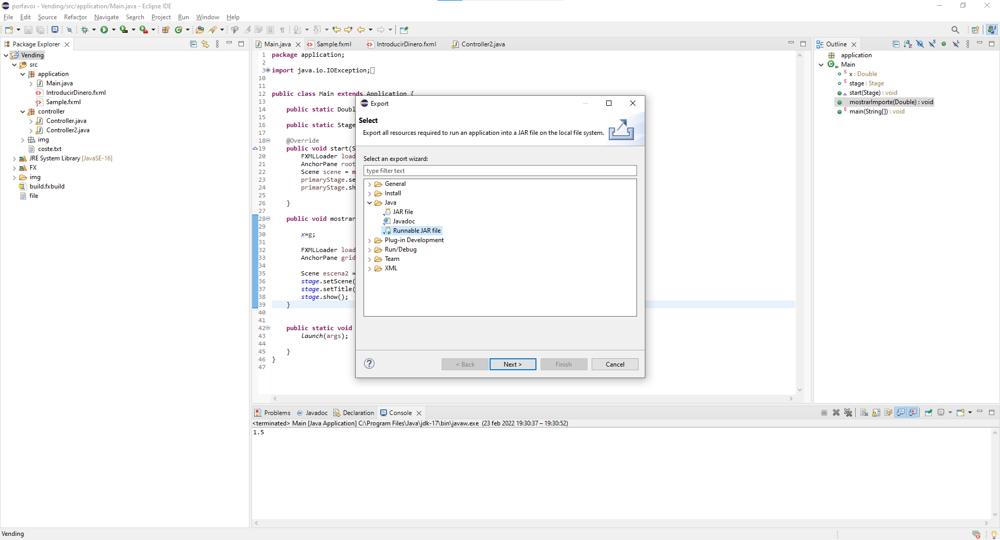 porfavor - Vending/src/application/Main.java - Eclipse IDE
File Edit Source Refactor Navigate Search Project Run Window Help
Package Explorer
Vending
src
application
Main.java
IntroducirDinero.fxml
Sample.fxml
controller
Controller.java
Controller2.java
img
coste.txt
JRE System Library [JavaSE-16]
FX
img
build.fxbuild
file
Main.java Sample.fxml IntroducirDinero.fxml Controller2.java
1 package application;
2
3 import java.io.IOException;
10
11
12 public class Main extends Application {
13
14 public static Doubl
15
16 public static Stage
17
18 @Override
19 public void start(S
20 FXMLLoader load
21 AnchorPane root
22 Scene scene = n
23 primaryStage.se
24 primaryStage.sh
25
26 }
27
28 public void mostrar
29
30 x=g;
31
32 FXMLLoader load
33 AnchorPane grid
34
35 Scene escena2 =
36 stage.setScene(
37 stage.setTitle(
38 stage.show();
39 }
40
41
42 public static void
43 launch(args);
44
45 }
46 }
47
Export
Select
Export all resources required to run an application into a JAR file on the local file system.
Select an export wizard:
type filter text
General
Install
Java
JAR file
Javadoc
Runnable JAR file
Plug-in Development
Run/Debug
Team
XML
< Back Next > Finish Cancel
Outline
application
Main
x : Double
stage : Stage
start(Stage) : void
mostrarImporte(Double) : void
main(String[]) : void
Problems Javadoc Declaration Console
<terminated> Main [Java Application] C:\Program Files\Java\jdk-17\bin\javaw.exe (23 feb 2022 19:30:37 – 19:30:52)
1.5
Vending